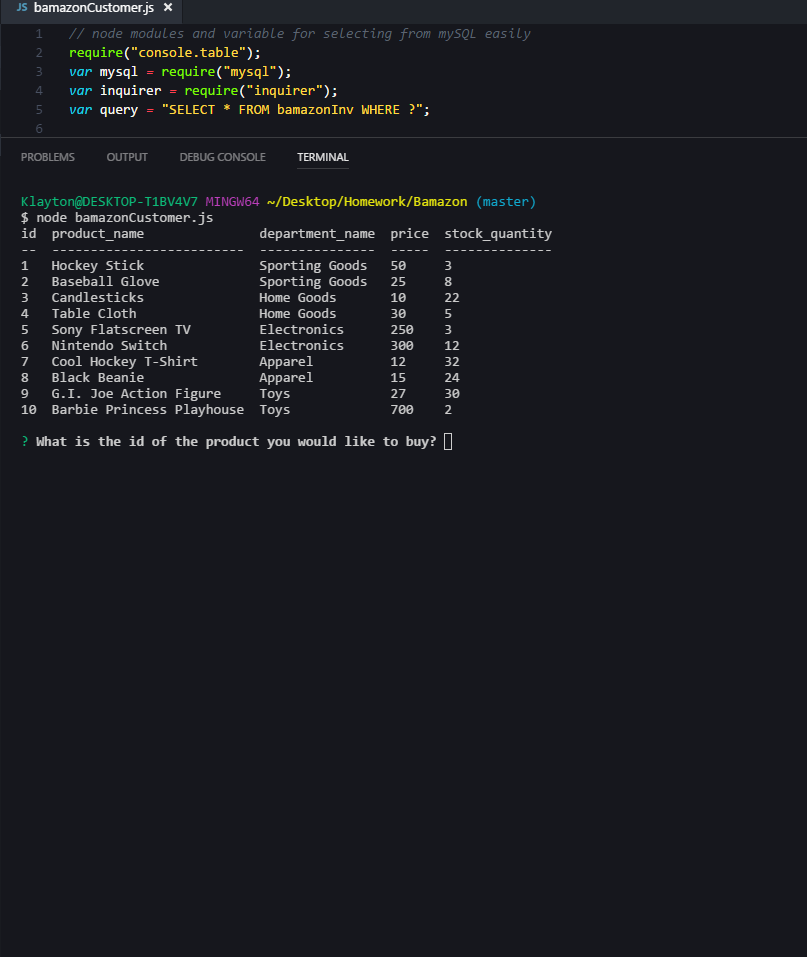 JS bamazonCustomer.js ×
1 // node modules and variable for selecting from mySQL easily
2 require("console.table");
3 var mysql = require("mysql");
4 var inquirer = require("inquirer");
5 var query = "SELECT * FROM bamazonInv WHERE ?";
6
PROBLEMS OUTPUT DEBUG CONSOLE TERMINAL
Klayton@DESKTOP-T1BV4V7 MINGW64 ~/Desktop/Homework/Bamazon (master)
$ node bamazonCustomer.js
id  product_name               department_name  price  stock_quantity
--  -------------------------  ---------------  -----  --------------
1   Hockey Stick               Sporting Goods   50     3
2   Baseball Glove             Sporting Goods   25     8
3   Candlesticks               Home Goods       10     22
4   Table Cloth                Home Goods       30     5
5   Sony Flatscreen TV         Electronics      250    3
6   Nintendo Switch            Electronics      300    12
7   Cool Hockey T-Shirt        Apparel          12     32
8   Black Beanie               Apparel          15     24
9   G.I. Joe Action Figure     Toys             27     30
10  Barbie Princess Playhouse  Toys             700    2
? What is the id of the product you would like to buy?